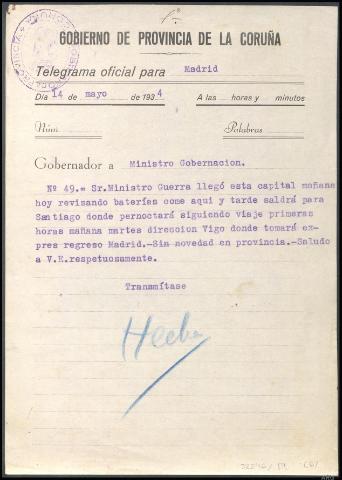 GOBIERNO DE PROVINCIA DE LA CORUÑA
Telegrama oficial para Madrid
Día 14 de mayo de 1934 A las horas y minutos
Núm. Palabras
Gobernador a Ministro Gobernacion.
Nº 49.= Sr.Ministro Guerra llegó esta capital mañana
hoy revisando baterías come aqui y tarde saldrá para
Santiago donde pernoctará siguiendo viaje primeras
horas mañana martes direccion Vigo donde tomará ex-
pres regreso Madrid.-Sin novedad en provincia.-Saludo
a V.E.respetuosamente.
Transmítase
Hecho